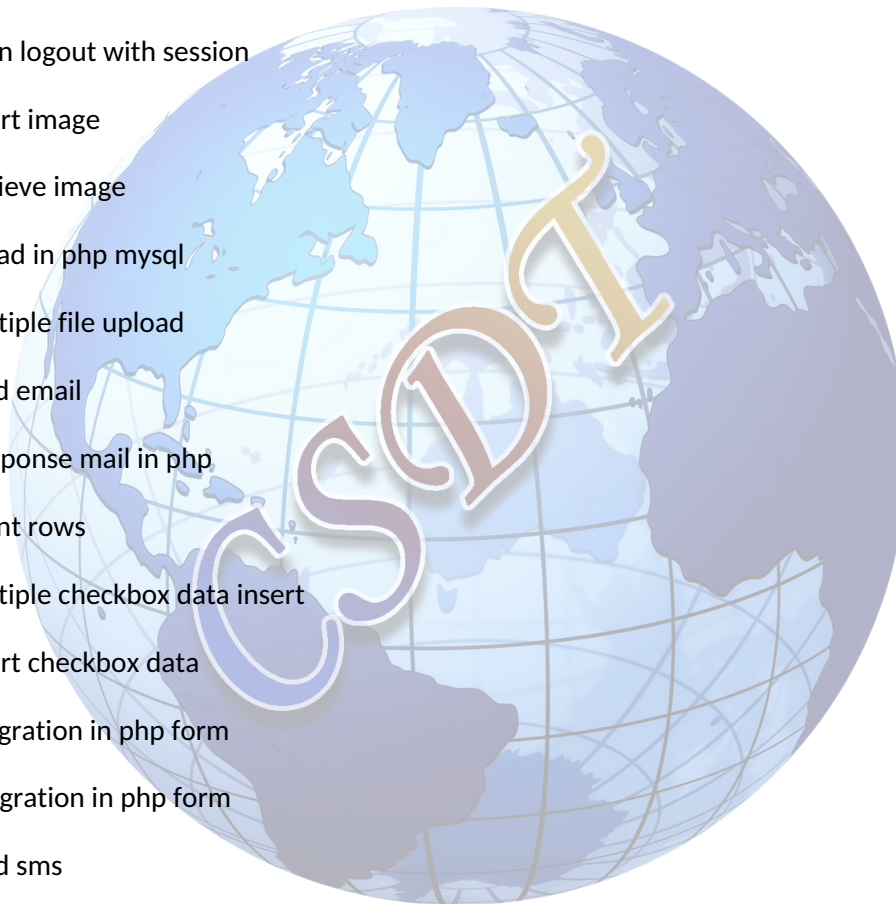 n logout with session
rt image
ieve image
ad in php mysql
tiple file upload
d email
ponse mail in php
nt rows
tiple checkbox data insert
rt checkbox data
gration in php form
gration in php form
d sms
CSDT